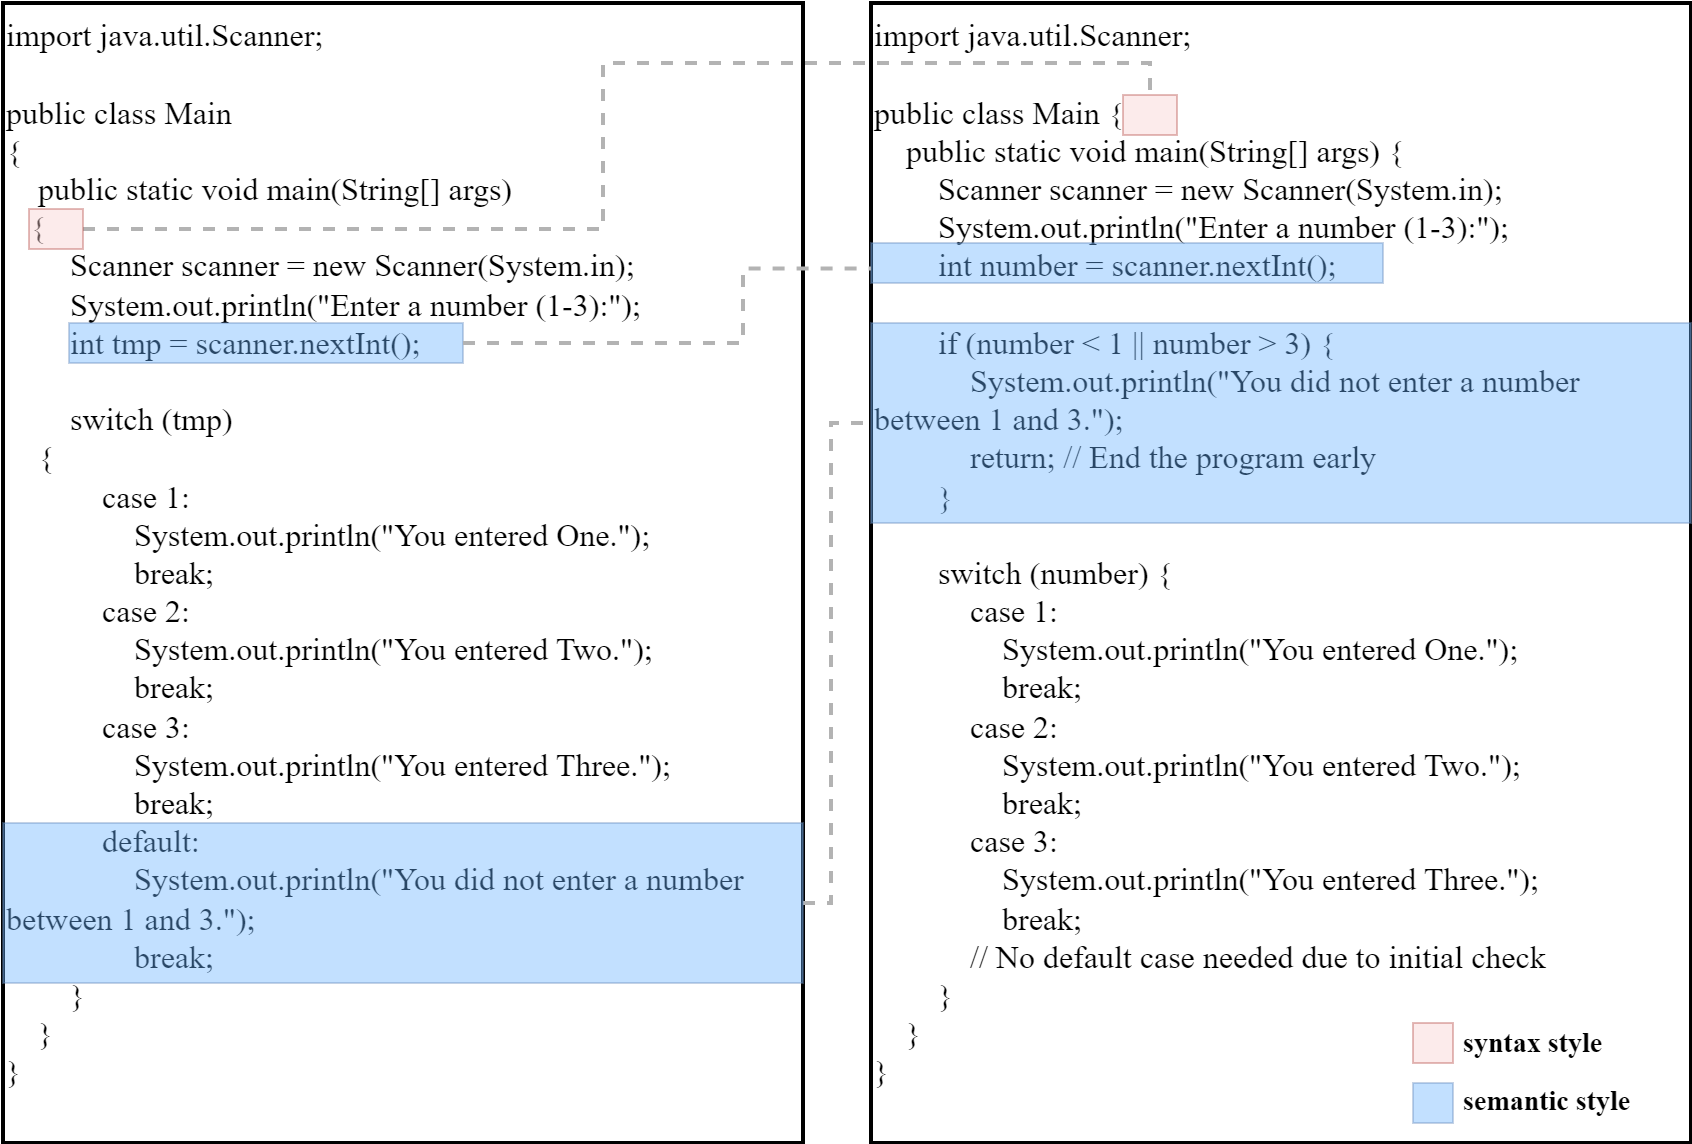 import java.util.Scanner;
public class Main
{
public static void main(String[] args)
{
Scanner scanner = new Scanner(System.in);
System.out.println("Enter a number (1-3):");
int tmp = scanner.nextInt();
switch (tmp)
{
case 1:
System.out.println("You entered One.");
break;
case 2:
System.out.println("You entered Two.");
break;
case 3:
System.out.println("You entered Three.");
break;
default:
System.out.println("You did not enter a number
between 1 and 3.");
break;
}
}
}
import java.util.Scanner;
public class Main {
public static void main(String[] args) {
Scanner scanner = new Scanner(System.in);
System.out.println("Enter a number (1-3):");
int number = scanner.nextInt();
if (number < 1 || number > 3) {
System.out.println("You did not enter a number
between 1 and 3.");
return; // End the program early
}
switch (number) {
case 1:
System.out.println("You entered One.");
break;
case 2:
System.out.println("You entered Two.");
break;
case 3:
System.out.println("You entered Three.");
break;
// No default case needed due to initial check
}
}
}
syntax style
semantic style